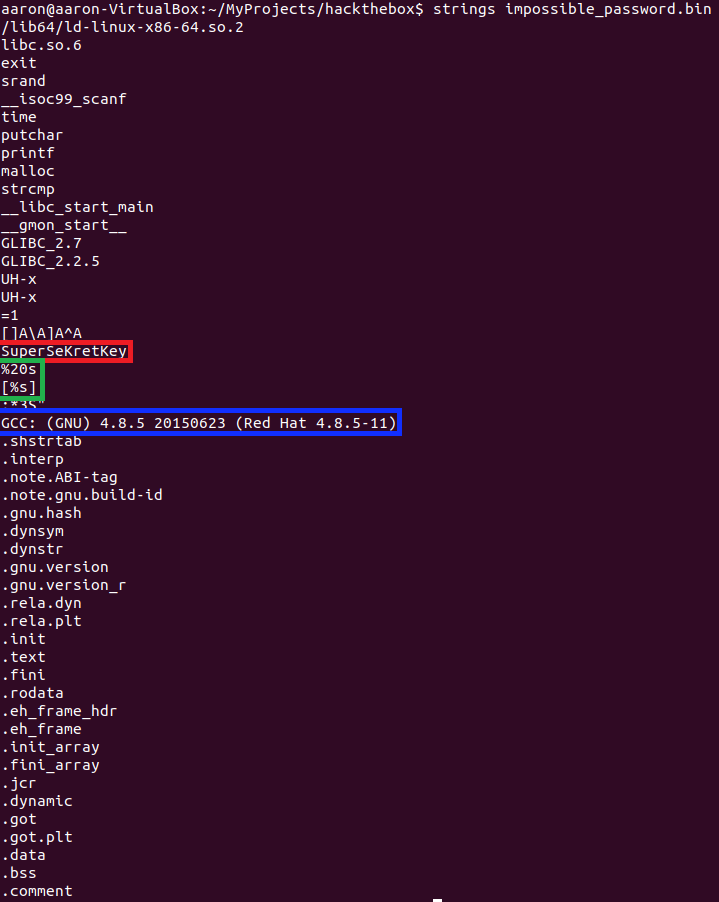 aaron@aaron-VirtualBox:~/MyProjects/hackthebox$ strings impossible_password.bin
/lib64/ld-linux-x86-64.so.2
libc.so.6
exit
srand
__isoc99_scanf
time
putchar
printf
malloc
strcmp
__libc_start_main
__gmon_start__
GLIBC_2.7
GLIBC_2.2.5
UH-x
UH-x
=1
[]A\A]A^A
SuperSeKretKey
%20s
[%s]
;*3$"
GCC: (GNU) 4.8.5 20150623 (Red Hat 4.8.5-11)
.shstrtab
.interp
.note.ABI-tag
.note.gnu.build-id
.gnu.hash
.dynsym
.dynstr
.gnu.version
.gnu.version_r
.rela.dyn
.rela.plt
.init
.text
.fini
.rodata
.eh_frame_hdr
.eh_frame
.init_array
.fini_array
.jcr
.dynamic
.got
.got.plt
.data
.bss
.comment